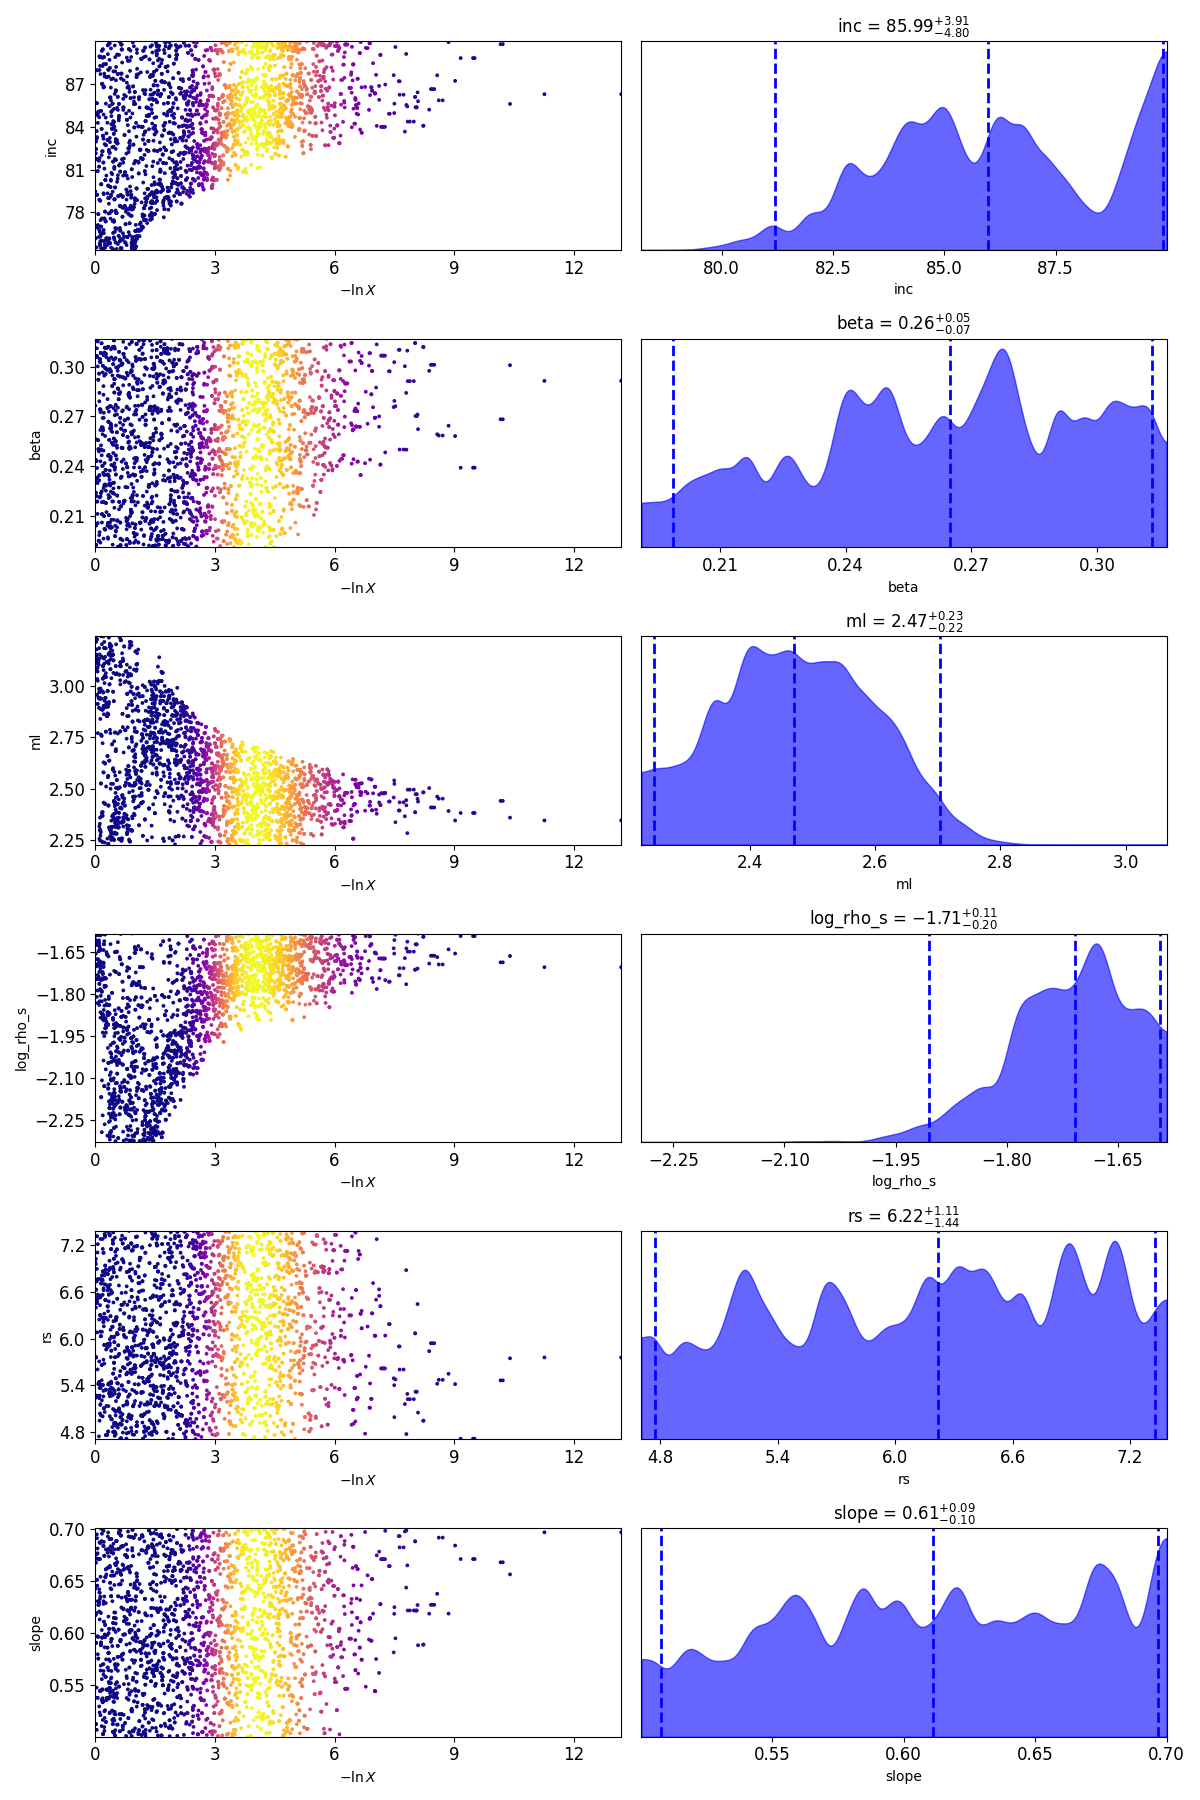 inc = 85.99+3.91 −4.80
87
84
81
78
inc
0 3 6 9 12
−ln X
80.0 82.5 85.0 87.5
inc
beta = 0.26+0.05 −0.07
0.30
0.27
0.24
0.21
beta
0 3 6 9 12
−ln X
0.21 0.24 0.27 0.30
beta
ml = 2.47+0.23 −0.22
3.00
2.75
2.50
2.25
ml
0 3 6 9 12
−ln X
2.4 2.6 2.8 3.0
ml
log_rho_s = −1.71+0.11 −0.20
−1.65
−1.80
−1.95
−2.10
−2.25
log_rho_s
0 3 6 9 12
−ln X
−2.25 −2.10 −1.95 −1.80 −1.65
log_rho_s
rs = 6.22+1.11 −1.44
7.2
6.6
6.0
5.4
4.8
rs
0 3 6 9 12
−ln X
4.8 5.4 6.0 6.6 7.2
rs
slope = 0.61+0.09 −0.10
0.70
0.65
0.60
0.55
slope
0 3 6 9 12
−ln X
0.55 0.60 0.65 0.70
slope